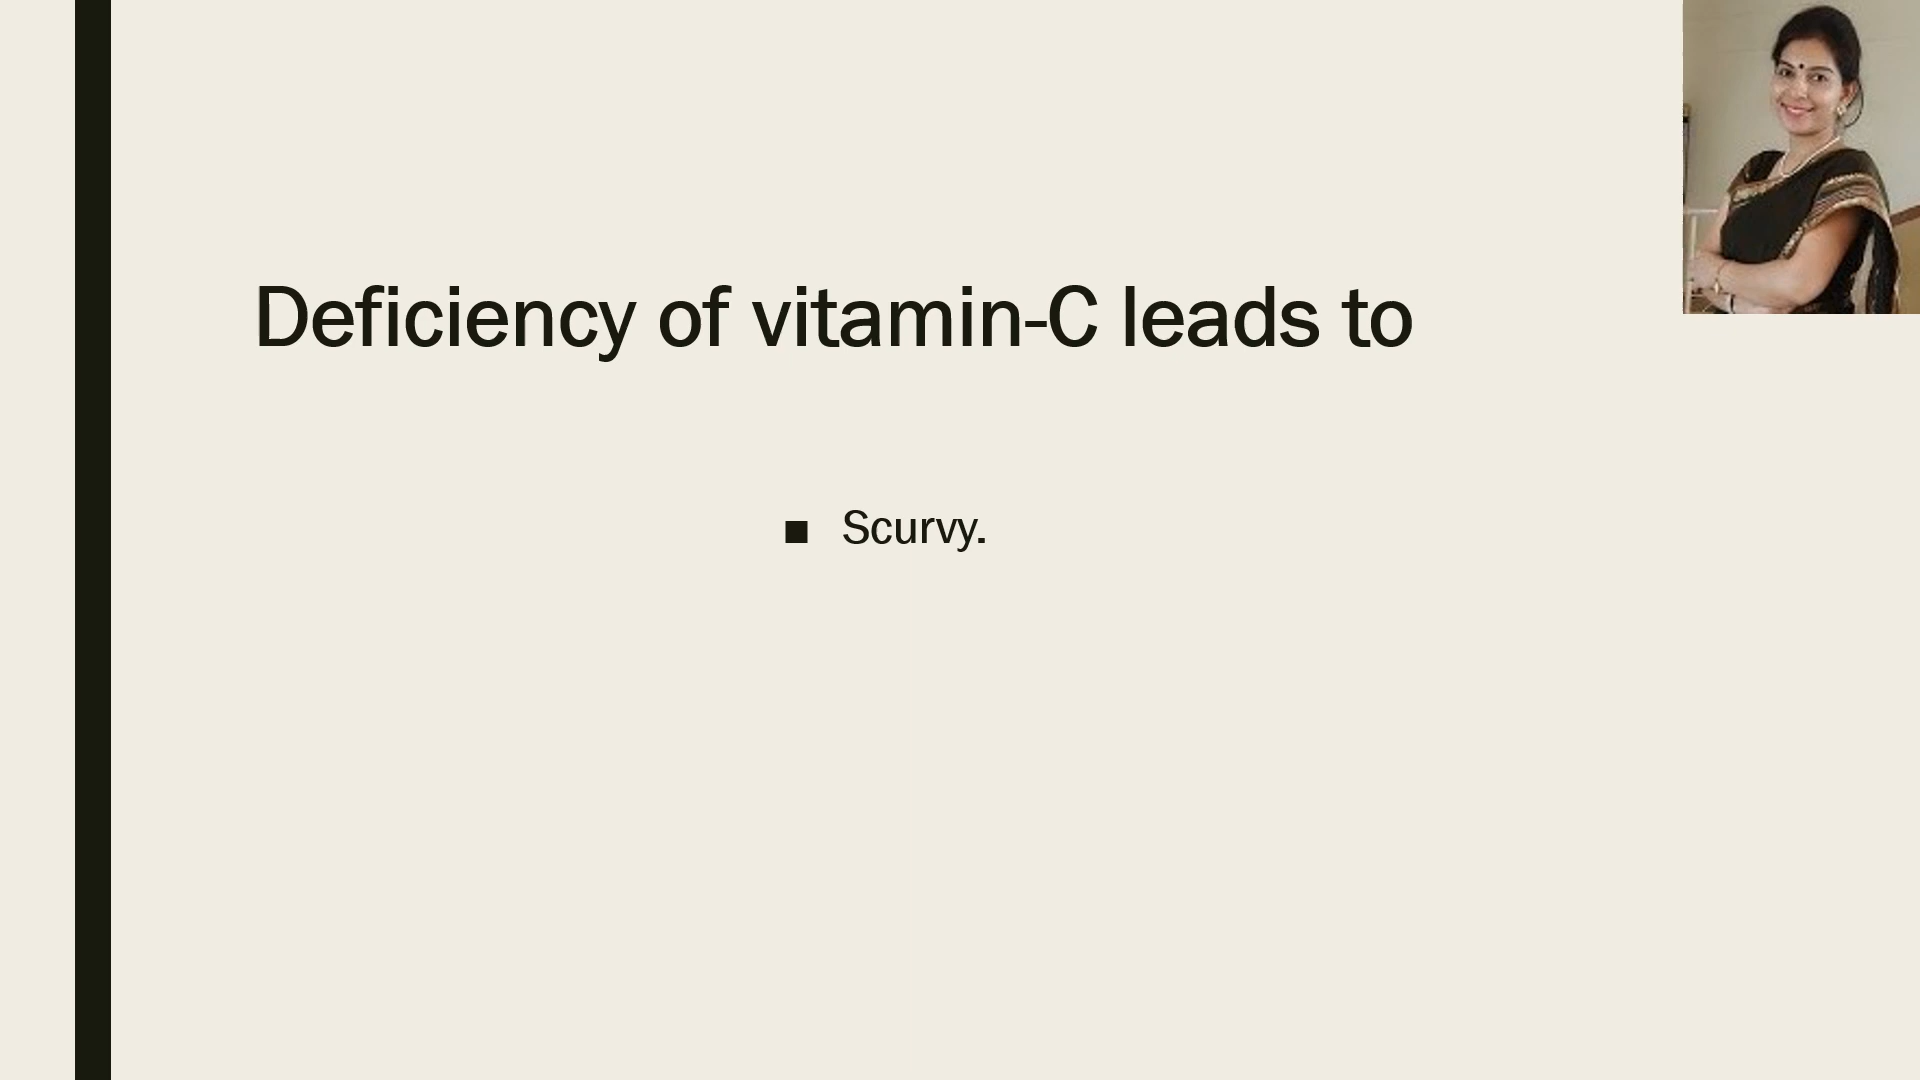 Deficiency of vitamin-C leads to
■ Scurvy.